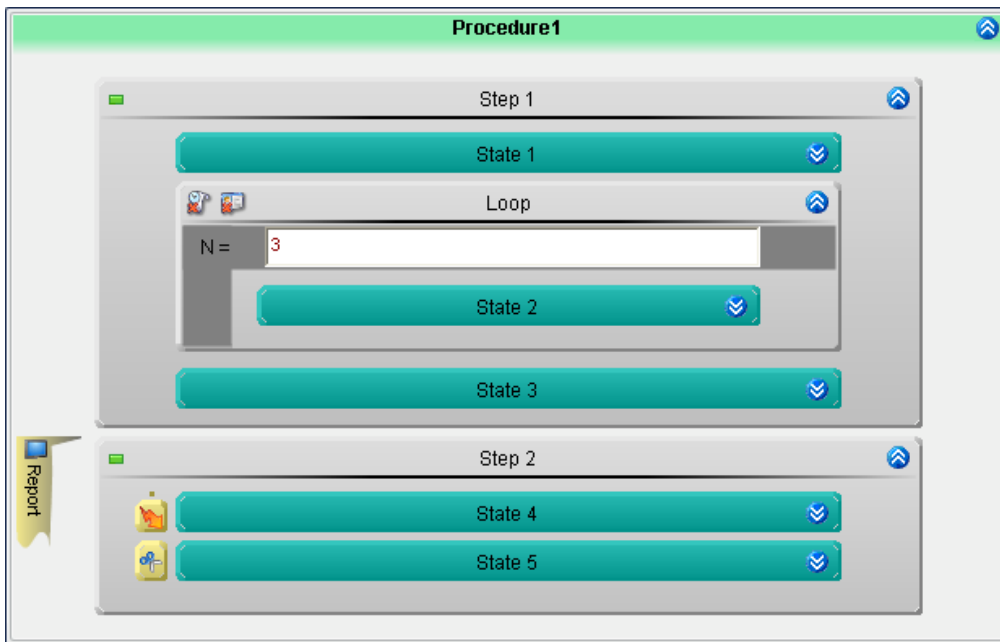 Procedure1
Step 1
State 1
Loop
N = 3
State 2
State 3
Report
Step 2
State 4
State 5